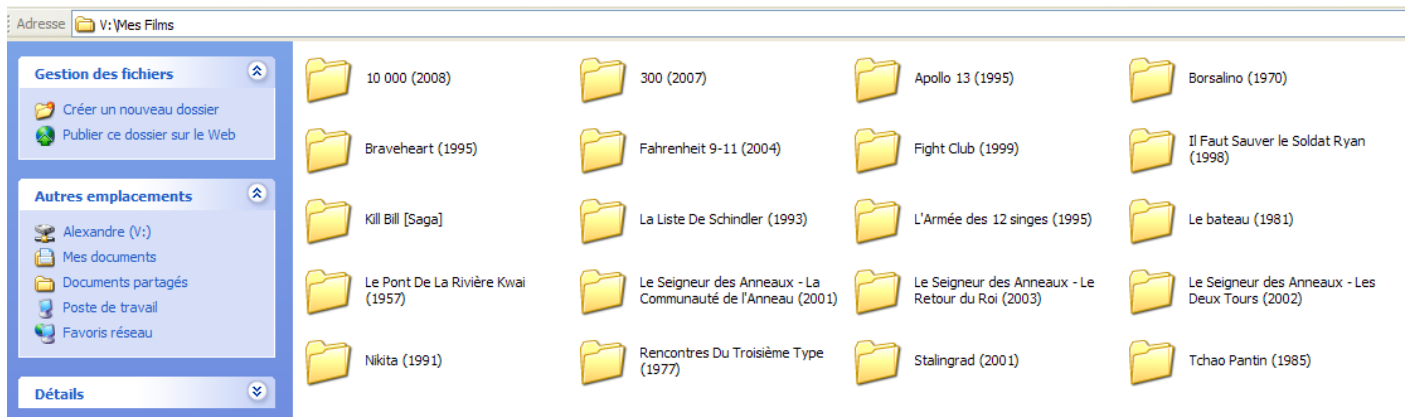 Adresse V:\Mes Films
Gestion des fichiers
Créer un nouveau dossier
Publier ce dossier sur le Web
Autres emplacements
Alexandre (V:)
Mes documents
Documents partagés
Poste de travail
Favoris réseau
Détails
10 000 (2008)
300 (2007)
Apollo 13 (1995)
Borsalino (1970)
Braveheart (1995)
Fahrenheit 9-11 (2004)
Fight Club (1999)
Il Faut Sauver le Soldat Ryan
(1998)
Kill Bill [Saga]
La Liste De Schindler (1993)
L'Armée des 12 singes (1995)
Le bateau (1981)
Le Pont De La Rivière Kwai
(1957)
Le Seigneur des Anneaux - La
Communauté de l'Anneau (2001)
Le Seigneur des Anneaux - Le
Retour du Roi (2003)
Le Seigneur des Anneaux - Les
Deux Tours (2002)
Nikita (1991)
Rencontres Du Troisième Type
(1977)
Stalingrad (2001)
Tchao Pantin (1985)